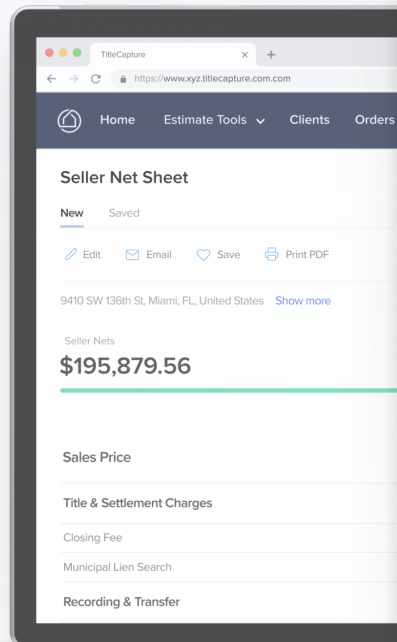 TitleCapture
https://www.xyz.titlecapture.com.com
Home Estimate Tools Clients Orders
Seller Net Sheet
New Saved
Edit Email Save Print PDF
9410 SW 136th St, Miami, FL, United States Show more
Seller Nets
$195,879.56
Sales Price
Title & Settlement Charges
Closing Fee
Municipal Lien Search
Recording & Transfer